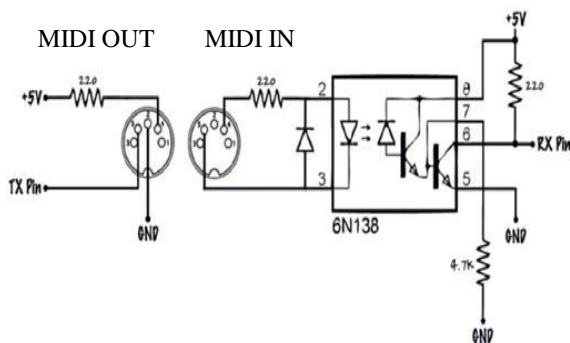 MIDI OUT
MIDI IN
+5V
220
+5V
220
2
8
220
7
6
RX Pin
TX Pin
3
5
GND
6N138
4.7K
GND
GND